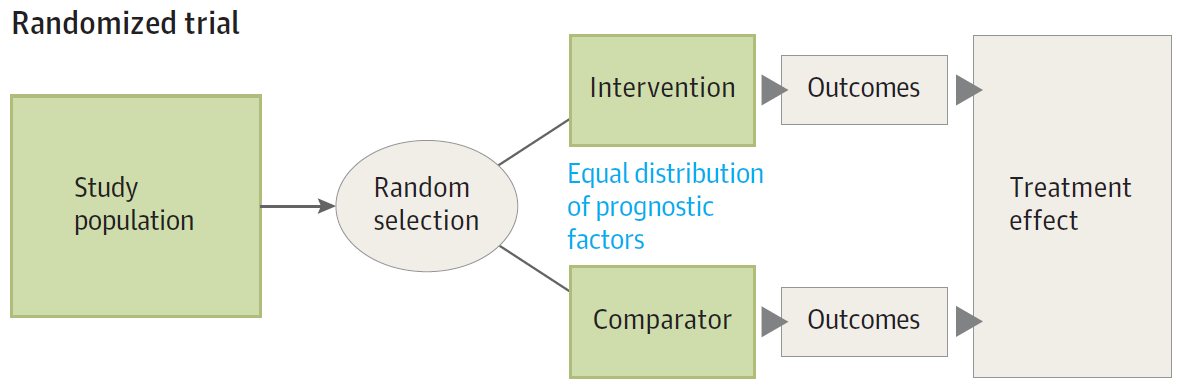 Randomized trial
Study
population
Random
selection
Intervention
Outcomes
Equal distribution
of prognostic
factors
Comparator
Outcomes
Treatment
effect